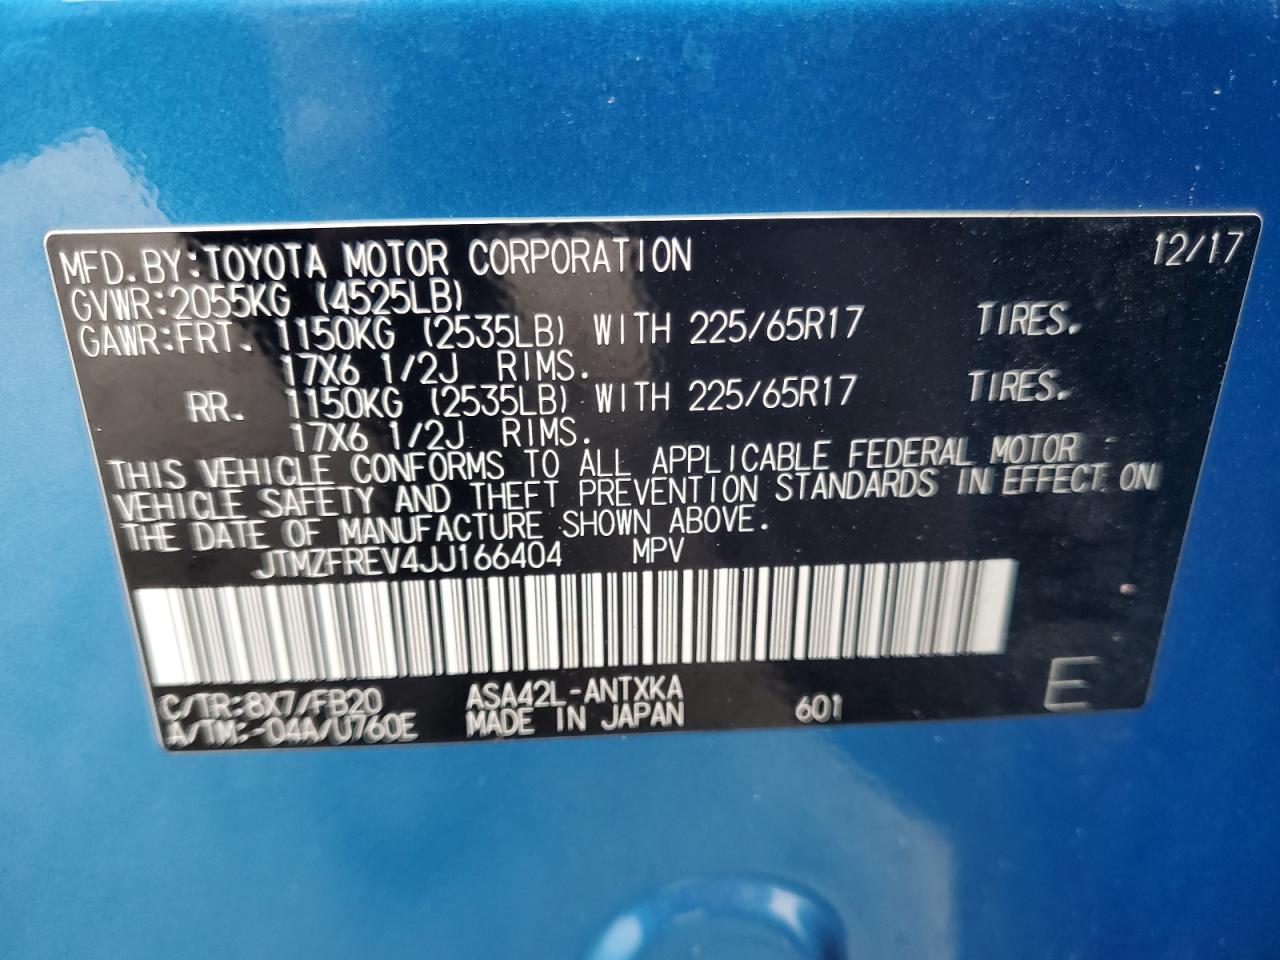 MFD. BY: TOYOTA MOTOR CORPORATION 12/17
GVWR: 2055KG (4525LB)
GAWR: FRT. 1150KG (2535LB) WITH 225/65R17 TIRES.
17X6 1/2J RIMS.
RR. 1150KG (2535LB) WITH 225/65R17 TIRES.
17X6 1/2J RIMS.
THIS VEHICLE CONFORMS TO ALL APPLICABLE FEDERAL MOTOR
VEHICLE SAFETY AND THEFT PREVENTION STANDARDS IN EFFECT ON
THE DATE OF MANUFACTURE SHOWN ABOVE.
JTMZFREV4JJ166404 MPV
C/TR: 8X7/FB20 ASA42L-ANTXKA E
A/TM: -04A/U760E MADE IN JAPAN 601